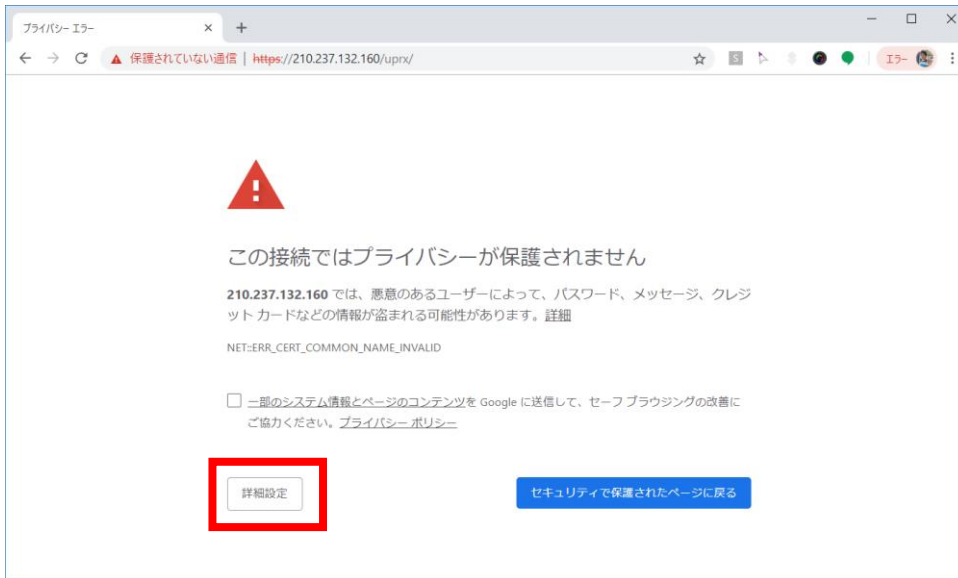 プライバシー エラー
保護されていない通信 | https://210.237.132.160/uprx/
エラー
この接続ではプライバシーが保護されません
210.237.132.160 では、悪意のあるユーザーによって、パスワード、メッセージ、クレジ
ット カードなどの情報が盗まれる可能性があります。詳細
NET::ERR_CERT_COMMON_NAME_INVALID
一部のシステム情報とページのコンテンツを Google に送信して、セーフ ブラウジングの改善に
ご協力ください。プライバシー ポリシー
詳細設定
セキュリティで保護されたページに戻る